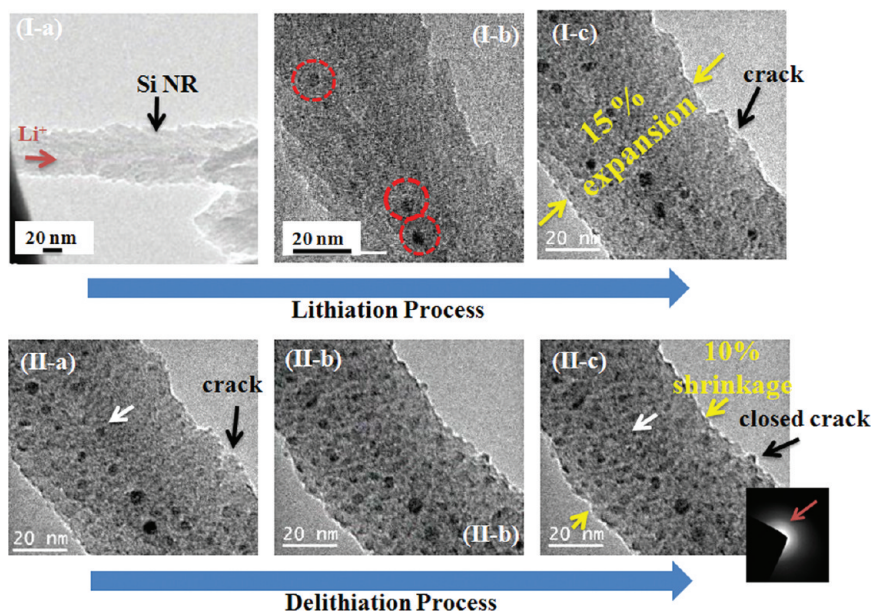 (I-a)
Si NR
Li⁺
20 nm
(I-b)
20 nm
(I-c)
crack
15 %
expansion
20 nm
Lithiation Process
(II-a)
crack
20 nm
(II-b)
(II-b)
20 nm
(II-c)
10%
shrinkage
closed crack
20 nm
Delithiation Process